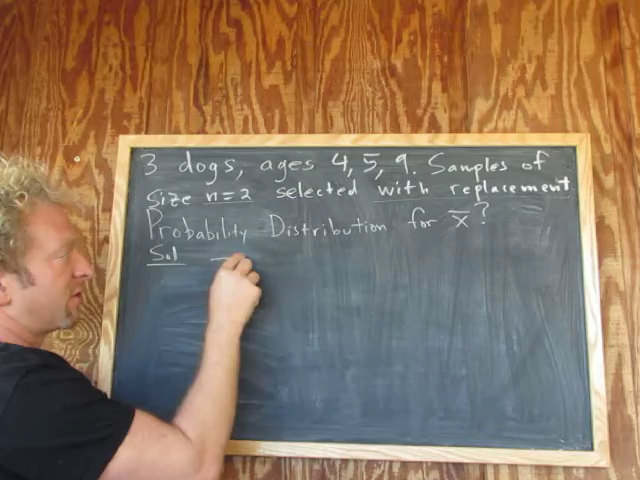 3 dogs, ages 4, 5, 9. Samples of
size n=2 selected with replacement
Probability Distribution for x̅?
Sol